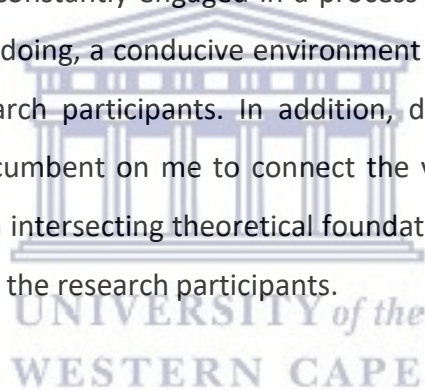 constantly engaged in a process
doing, a conducive environment
arch participants. In addition, d
cumbent on me to connect the v
intersecting theoretical foundat
the research participants.
UNIVERSITY of the
WESTERN CAPE